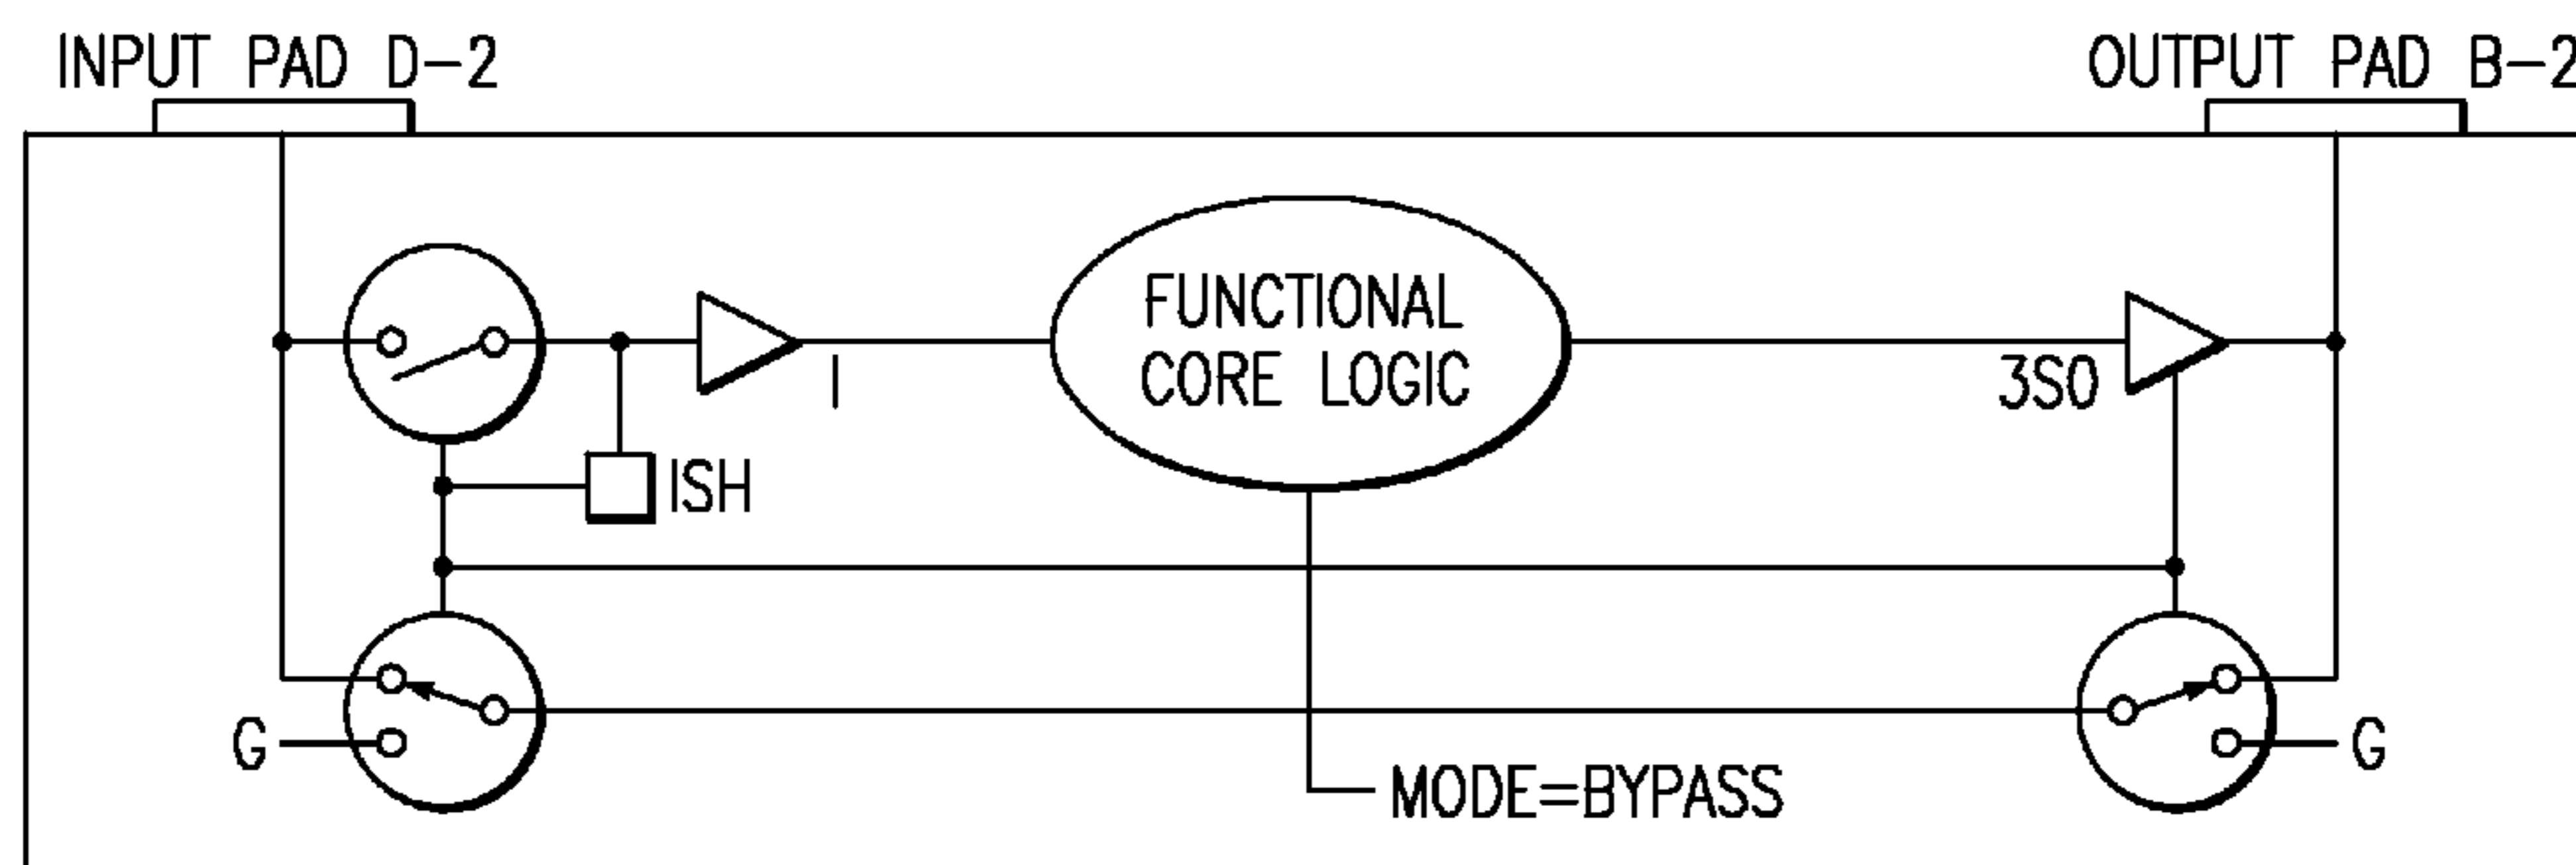 INPUT PAD D-2
OUTPUT PAD B-2
FUNCTIONAL
CORE LOGIC
I
3SO
ISH
G
G
MODE=BYPASS